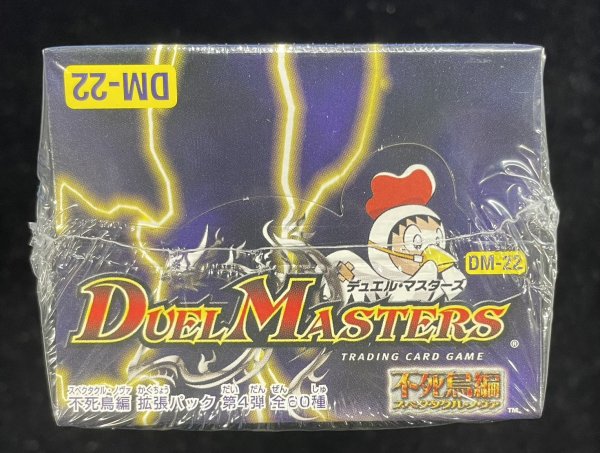 DM-22
DM-22
デュエル・マスターズ
DUEL MASTERS®
TRADING CARD GAME
スペクタクル・ノヴァ かくちょう だい だん ぜん しゅ
不死鳥編 拡張パック 第4弾 全60種
不死鳥編
スペクタクル・ノヴァ
TM